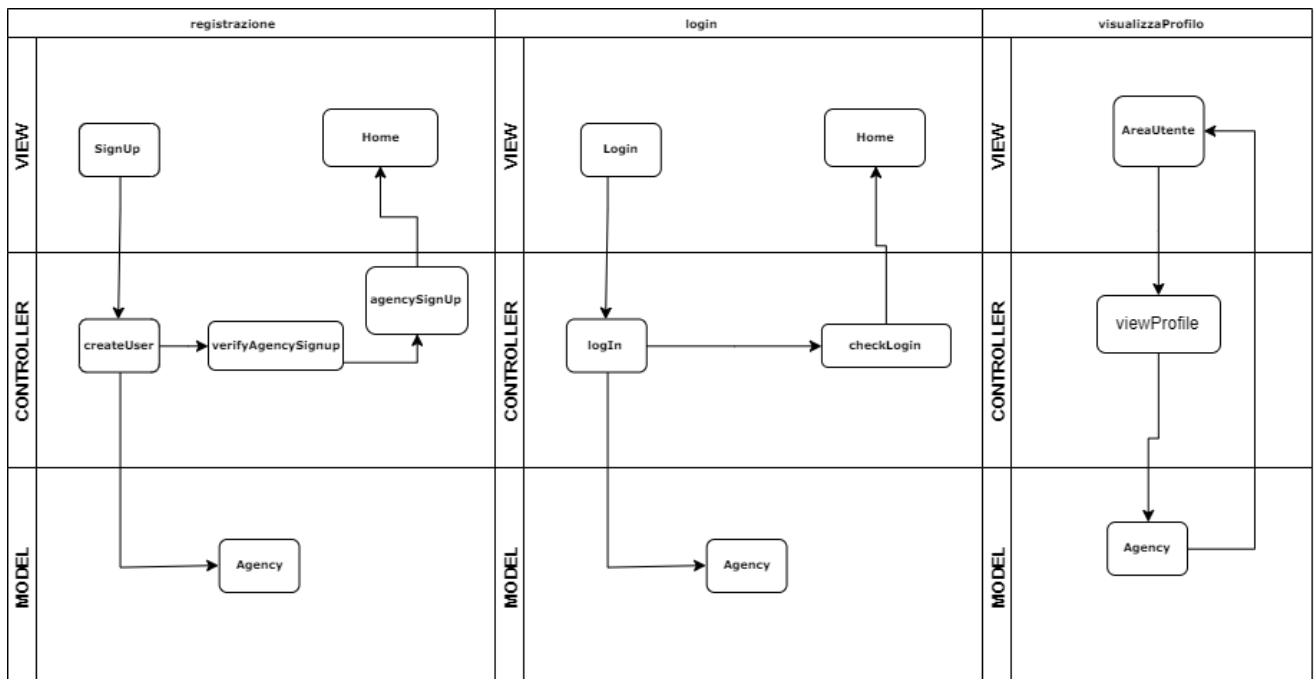 registrazione
login
visualizzaProfilo
VIEW
SignUp
Home
VIEW
Login
Home
VIEW
AreaUtente
CONTROLLER
createUser
verifyAgencySignup
agencySignUp
CONTROLLER
logIn
checkLogin
CONTROLLER
viewProfile
MODEL
Agency
MODEL
Agency
MODEL
Agency